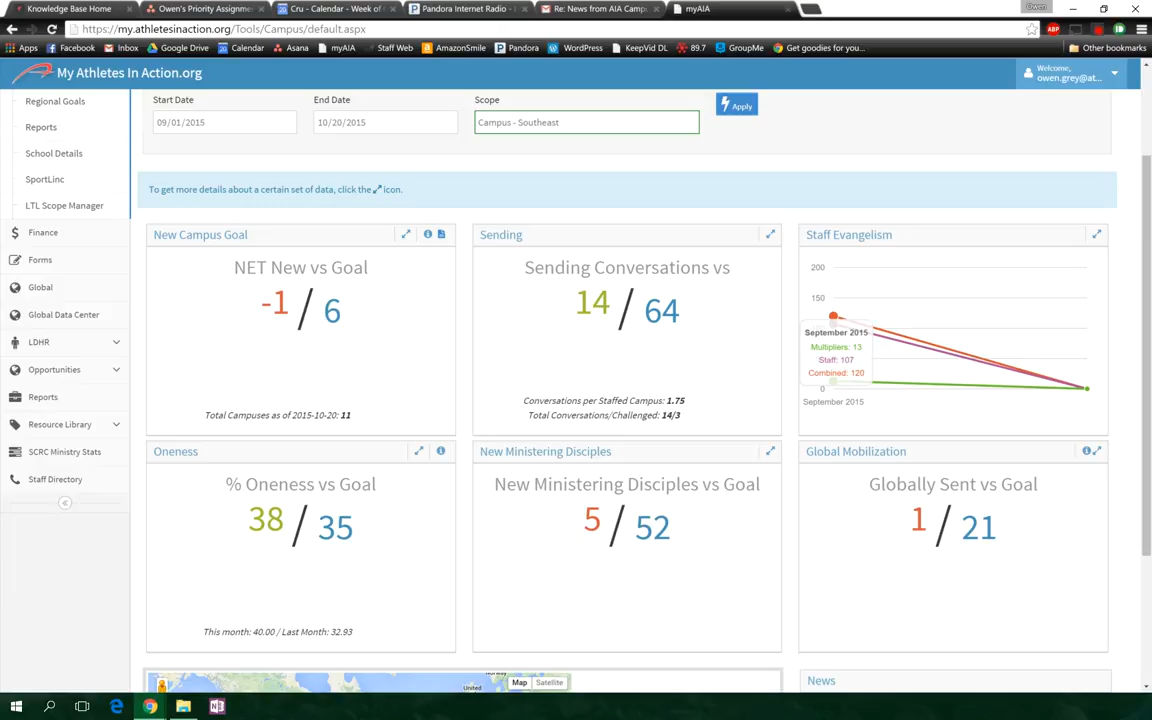 Knowledge Base Home
Owen's Priority Assignme
Cru - Calendar - Week of
Pandora Internet Radio -
Re: News from AIA Camp
myAIA
Owen
https://my.athletesinaction.org/Tools/Campus/default.aspx
ABP
Apps
Facebook
Inbox
Google Drive
Calendar
Asana
myAIA
Staff Web
AmazonSmile
Pandora
WordPress
KeepVid DL
89.7
GroupMe
Get goodies for you...
Other bookmarks
My Athletes In Action.org
Welcome,
owen.grey@at...
Regional Goals
Reports
School Details
SportLinc
LTL Scope Manager
Finance
Forms
Global
Global Data Center
LDHR
Opportunities
Reports
Resource Library
SCRC Ministry Stats
Staff Directory
Start Date
End Date
Scope
09/01/2015
10/20/2015
Campus - Southeast
Apply
To get more details about a certain set of data, click the icon.
New Campus Goal
NET New vs Goal
-1 / 6
Total Campuses as of 2015-10-20: 11
Sending
Sending Conversations vs
14 / 64
Conversations per Staffed Campus: 1.75
Total Conversations/Challenged: 14/3
Staff Evangelism
200
150
September 2015
Multipliers: 13
Staff: 107
Combined: 120
0
September 2015
Oneness
% Oneness vs Goal
38 / 35
This month: 40.00 / Last Month: 32.93
New Ministering Disciples
New Ministering Disciples vs Goal
5 / 52
Global Mobilization
Globally Sent vs Goal
1 / 21
Norway
United
Map
Satellite
News